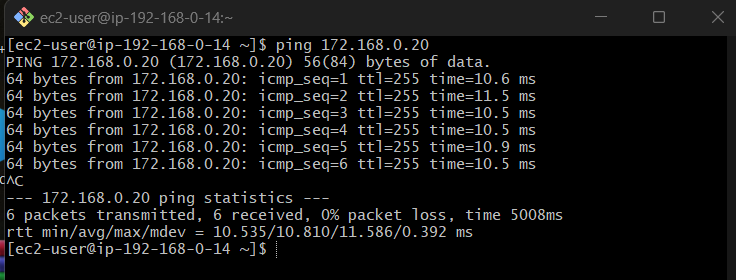 ec2-user@ip-192-168-0-14:~
[ec2-user@ip-192-168-0-14 ~]$ ping 172.168.0.20
PING 172.168.0.20 (172.168.0.20) 56(84) bytes of data.
64 bytes from 172.168.0.20: icmp_seq=1 ttl=255 time=10.6 ms
64 bytes from 172.168.0.20: icmp_seq=2 ttl=255 time=11.5 ms
64 bytes from 172.168.0.20: icmp_seq=3 ttl=255 time=10.5 ms
64 bytes from 172.168.0.20: icmp_seq=4 ttl=255 time=10.5 ms
64 bytes from 172.168.0.20: icmp_seq=5 ttl=255 time=10.9 ms
64 bytes from 172.168.0.20: icmp_seq=6 ttl=255 time=10.5 ms
^C
--- 172.168.0.20 ping statistics ---
6 packets transmitted, 6 received, 0% packet loss, time 5008ms
rtt min/avg/max/mdev = 10.535/10.810/11.586/0.392 ms
[ec2-user@ip-192-168-0-14 ~]$